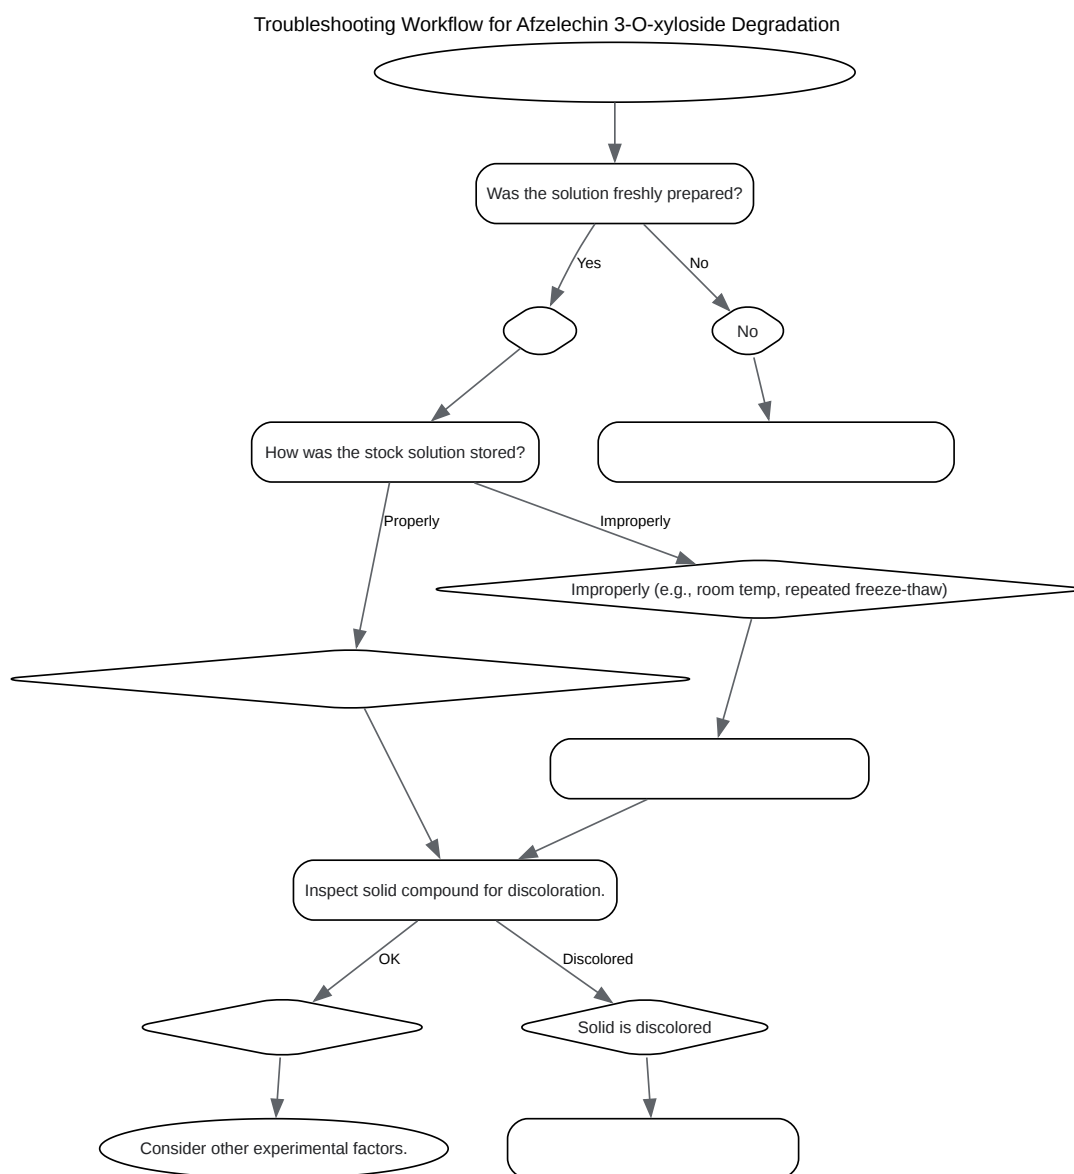 Troubleshooting Workflow for Afzelechin 3-O-xyloside Degradation
Was the solution freshly prepared?
Yes
No
No
How was the stock solution stored?
Properly
Improperly
Improperly (e.g., room temp, repeated freeze-thaw)
Inspect solid compound for discoloration.
OK
Discolored
Solid is discolored
Consider other experimental factors.